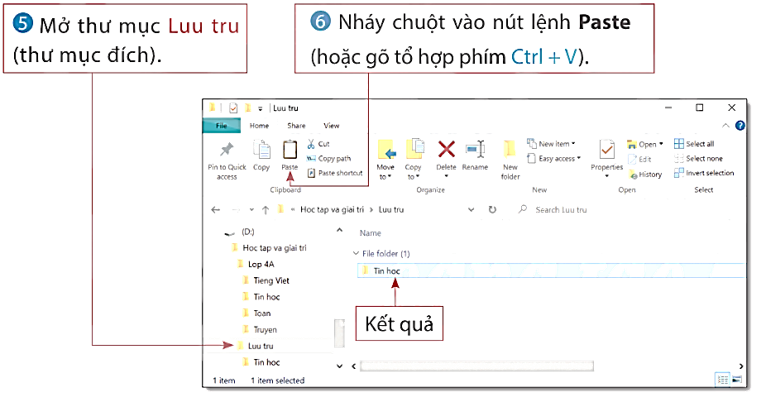 5 Mở thư mục Luu tru
(thư mục đích).
6 Nháy chuột vào nút lệnh Paste
(hoặc gõ tổ hợp phím Ctrl + V).
Luu tru
File Home Share View
Pin to Quick access
Copy
Paste
Cut
Copy path
Paste shortcut
Clipboard
Move to
Copy to
Delete
Rename
Organize
New folder
New item
Easy access
New
Properties
Open
Edit
History
Open
Select all
Select none
Invert selection
Select
« Hoc tap va giai tri › Luu tru
Search Luu tru
(D:)
Hoc tap va giai tri
Lop 4A
Tieng Viet
Tin hoc
Toan
Truyen
Luu tru
Tin hoc
Name
File folder (1)
Tin hoc
Kết quả
1 item 1 item selected